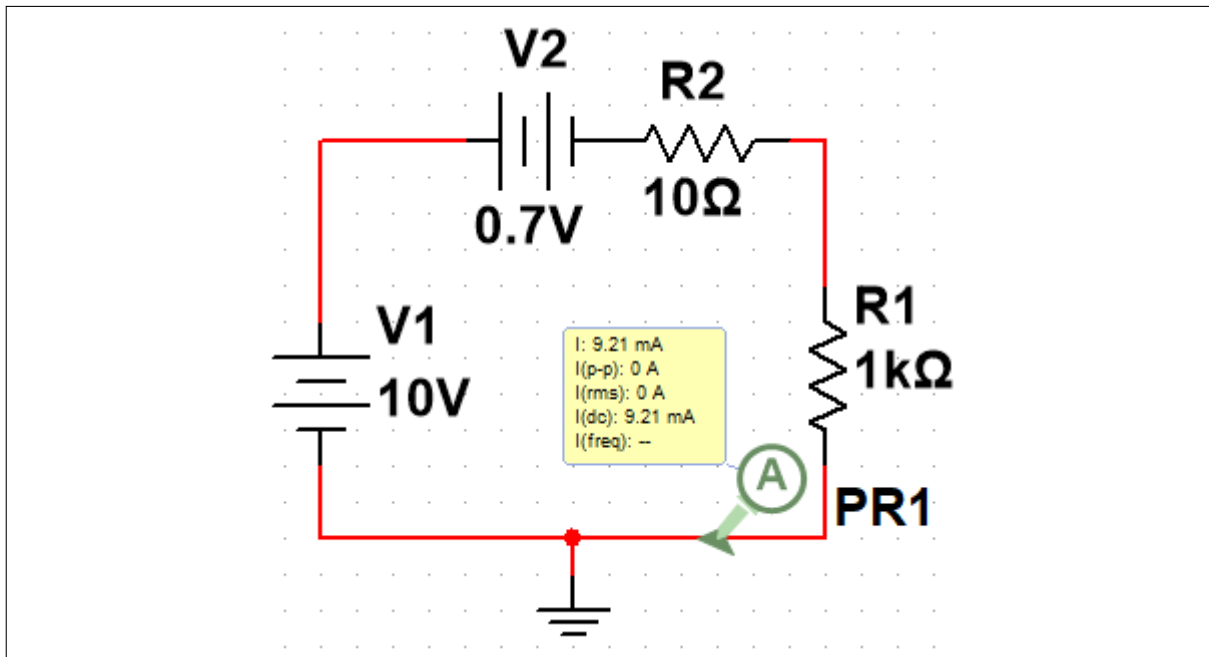 V2
R2
0.7V
10Ω
V1
10V
R1
1kΩ
I: 9.21 mA
I(p-p): 0 A
I(rms): 0 A
I(dc): 9.21 mA
I(freq): --
A
PR1